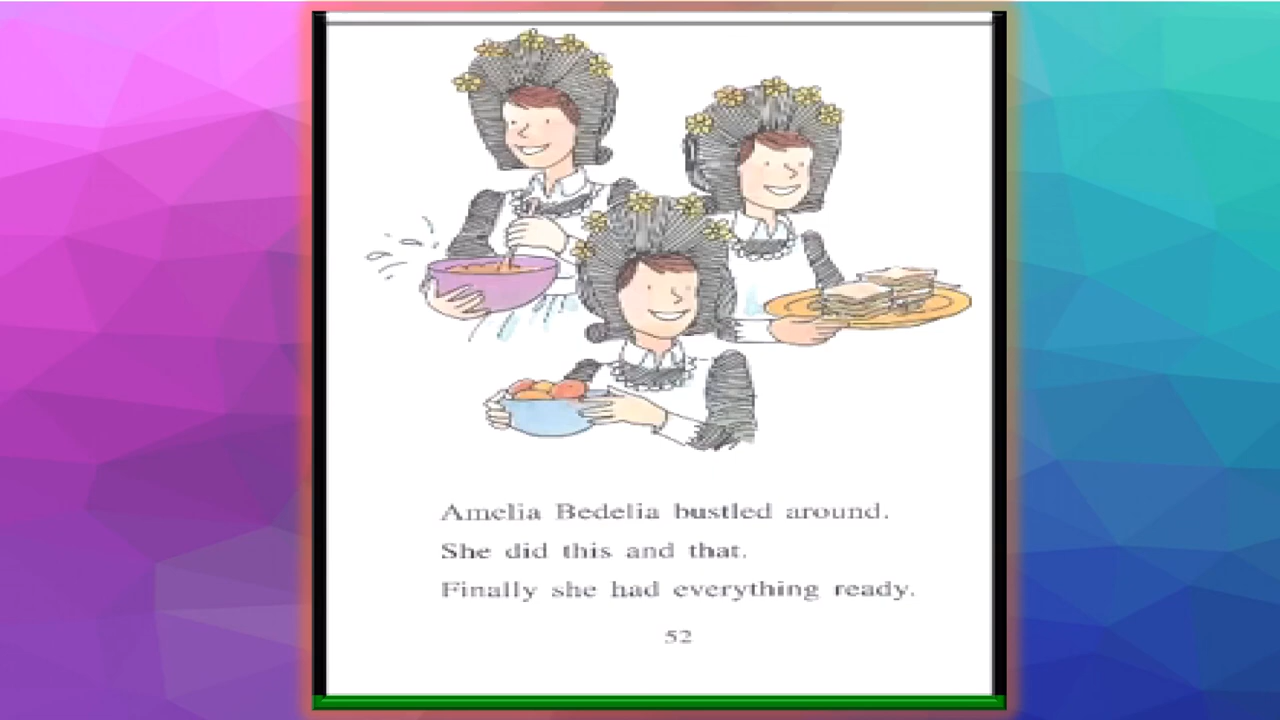 Amelia Bedelia bustled around.
She did this and that.
Finally she had everything ready.
52